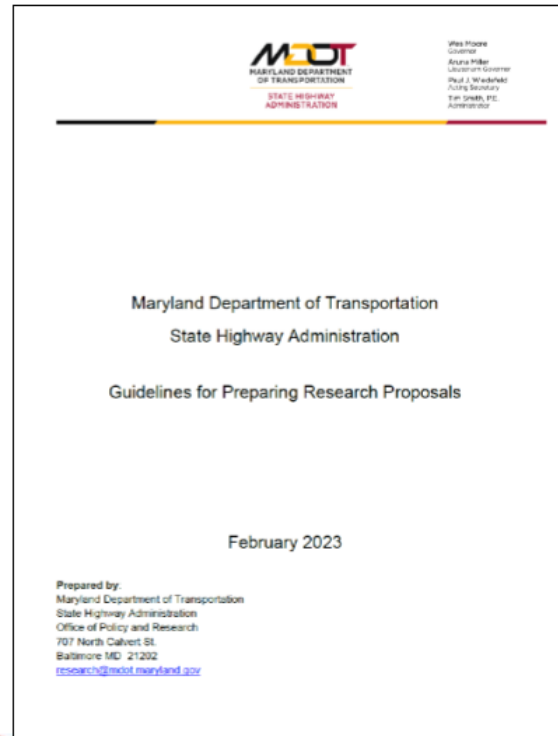 MDOT
MARYLAND DEPARTMENT
OF TRANSPORTATION
STATE HIGHWAY
ADMINISTRATION
Wes Moore
Governor
Aruna Miller
Lieutenant Governor
Paul J. Wiedefeld
Acting Secretary
Tim Smith, P.E.
Administrator
Maryland Department of Transportation
State Highway Administration
Guidelines for Preparing Research Proposals
February 2023
Prepared by:
Maryland Department of Transportation
State Highway Administration
Office of Policy and Research
707 North Calvert St.
Baltimore MD 21202
research@mdot.maryland.gov